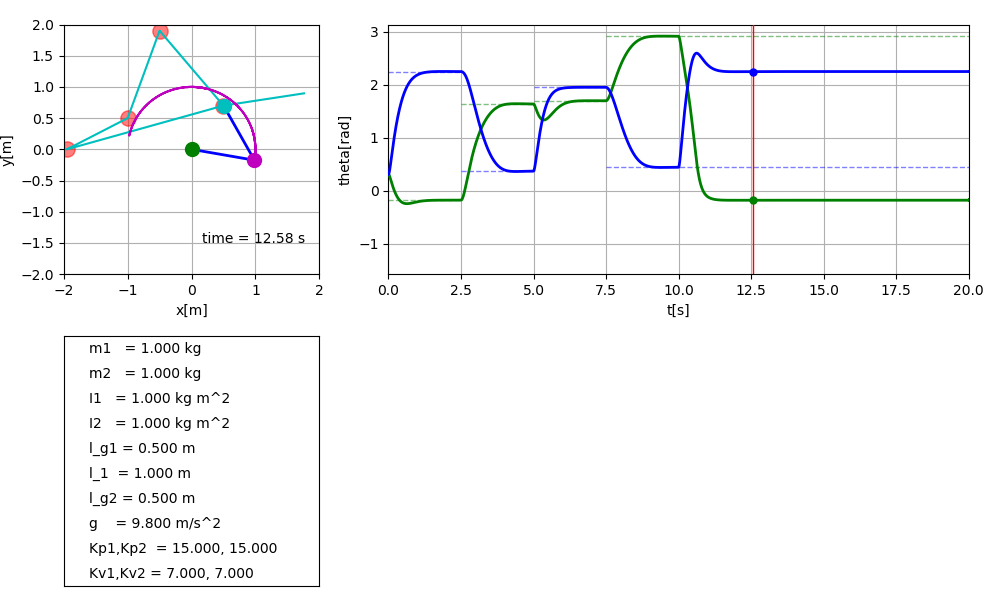 2.0
1.5
1.0
0.5
0.0
−0.5
−1.0
−1.5
−2.0
y[m]
time = 12.58 s
−2 −1 0 1 2
x[m]
3
2
1
0
−1
theta[rad]
0.0 2.5 5.0 7.5 10.0 12.5 15.0 17.5 20.0
t[s]
m1 = 1.000 kg
m2 = 1.000 kg
I1 = 1.000 kg m^2
I2 = 1.000 kg m^2
l_g1 = 0.500 m
l_1 = 1.000 m
l_g2 = 0.500 m
g = 9.800 m/s^2
Kp1,Kp2 = 15.000, 15.000
Kv1,Kv2 = 7.000, 7.000